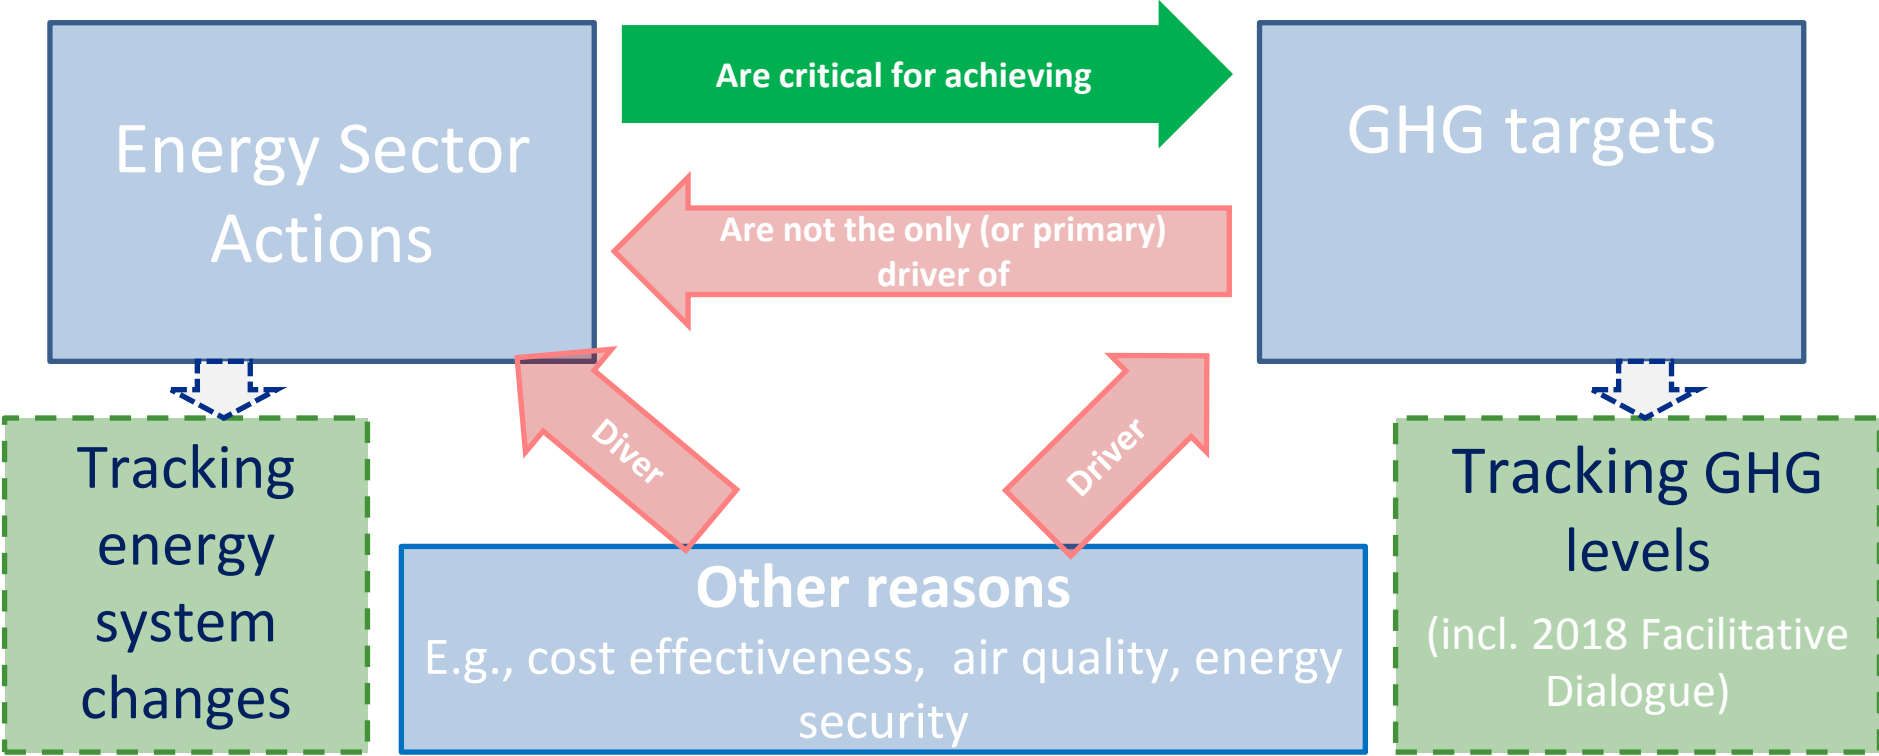 Energy Sector
Actions
Are critical for achieving
GHG targets
Are not the only (or primary)
driver of
Diver
Driver
Tracking
energy
system
changes
Other reasons
E.g., cost effectiveness,  air quality, energy
security
Tracking GHG
levels
(incl. 2018 Facilitative
Dialogue)